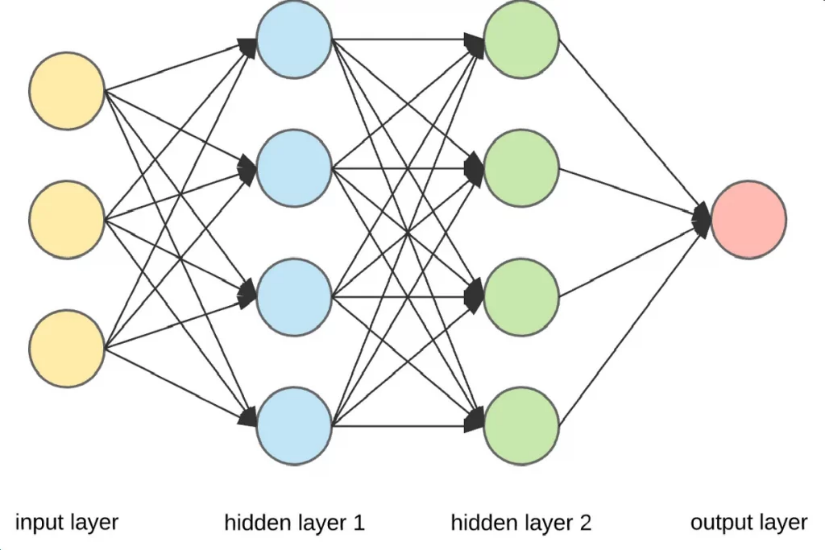 input layer
hidden layer 1
hidden layer 2
output layer